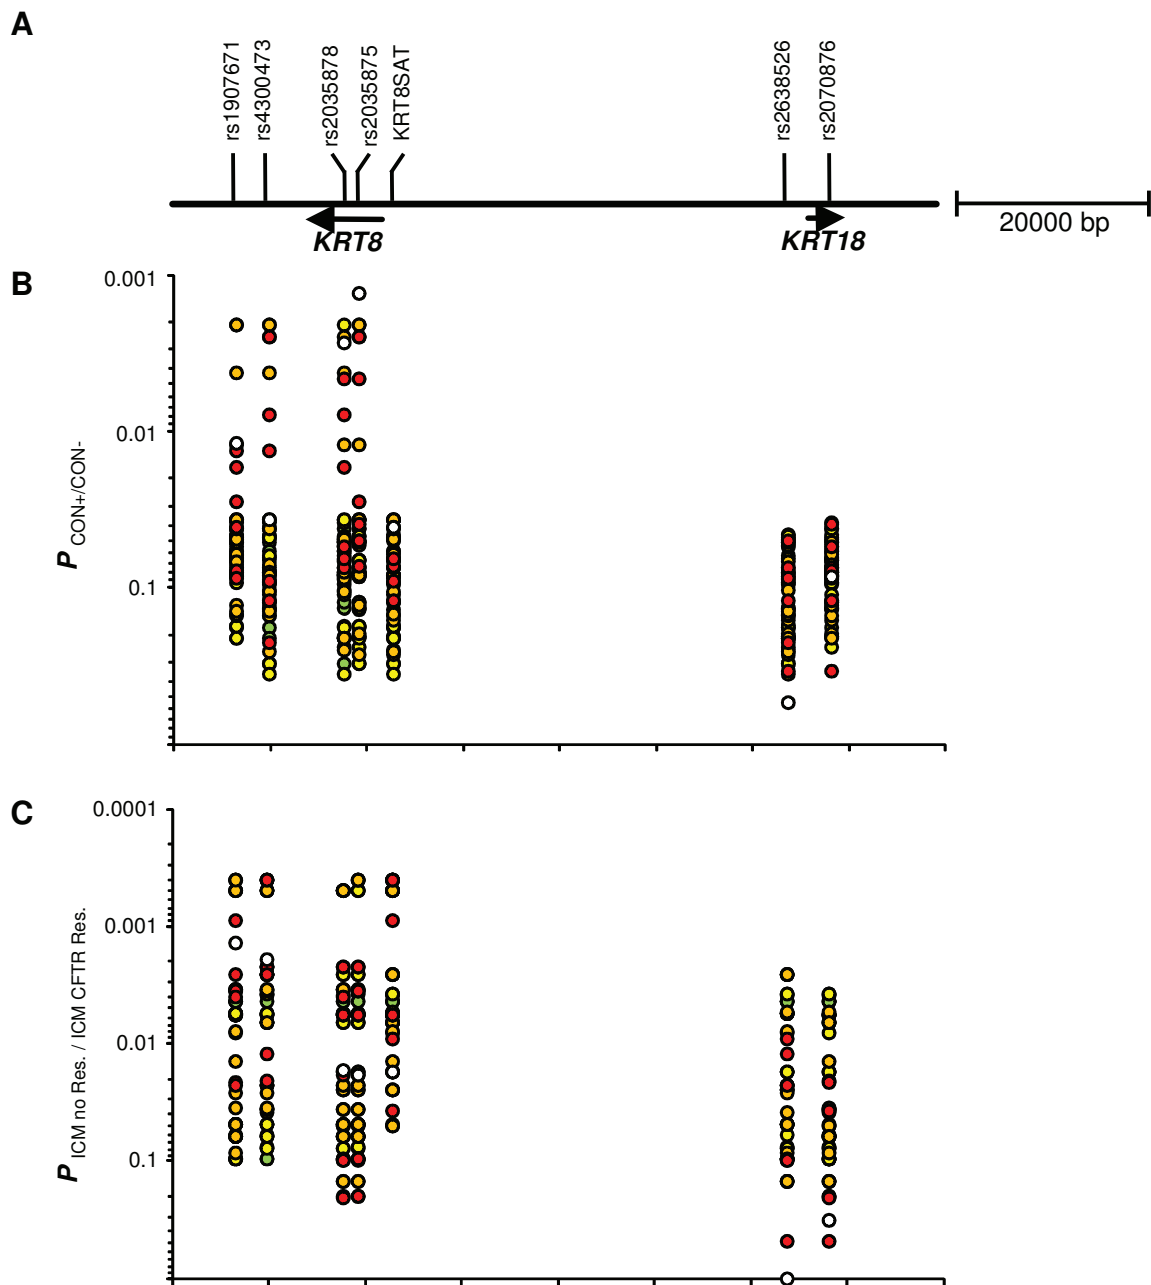 A
rs1907671
rs4300473
rs2035878
rs2035875
KRT8SAT
rs2638526
rs2070876
KRT8
KRT18
20000 bp
B
0.001
0.01
0.1
P CON+/CON-
C
0.0001
0.001
0.01
0.1
P ICM no Res. / ICM CFTR Res.